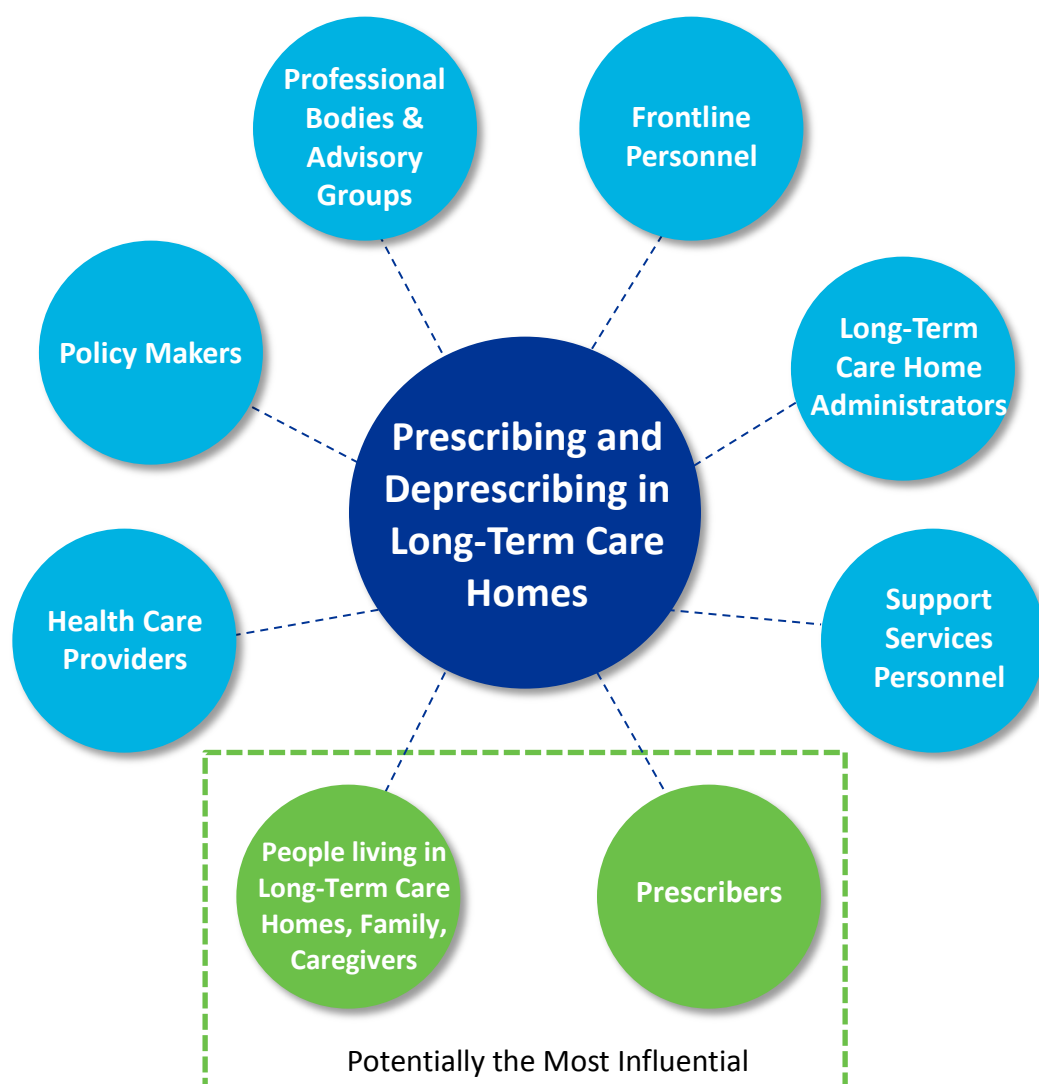 Professional
Bodies &
Advisory
Groups
Frontline
Personnel
Policy Makers
Long-Term
Care Home
Administrators
Prescribing and
Deprescribing in
Long-Term Care
Homes
Health Care
Providers
Support
Services
Personnel
People living in
Long-Term Care
Homes, Family,
Caregivers
Prescribers
Potentially the Most Influential